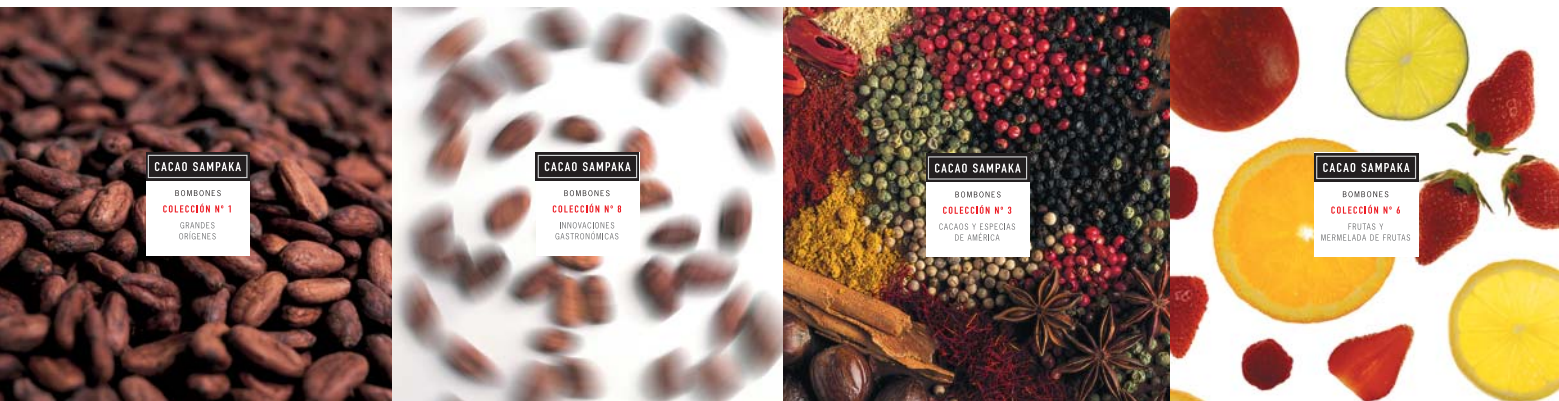 CACAO SAMPAKA
BOMBONES
COLECCIÓN Nº 1
GRANDES
ORÍGENES
CACAO SAMPAKA
BOMBONES
COLECCIÓN Nº 8
INNOVACIONES
GASTRONÓMICAS
CACAO SAMPAKA
BOMBONES
COLECCIÓN Nº 3
CACAOS Y ESPECIAS
DE AMÉRICA
CACAO SAMPAKA
BOMBONES
COLECCIÓN Nº 6
FRUTAS Y
MERMELADA DE FRUTAS